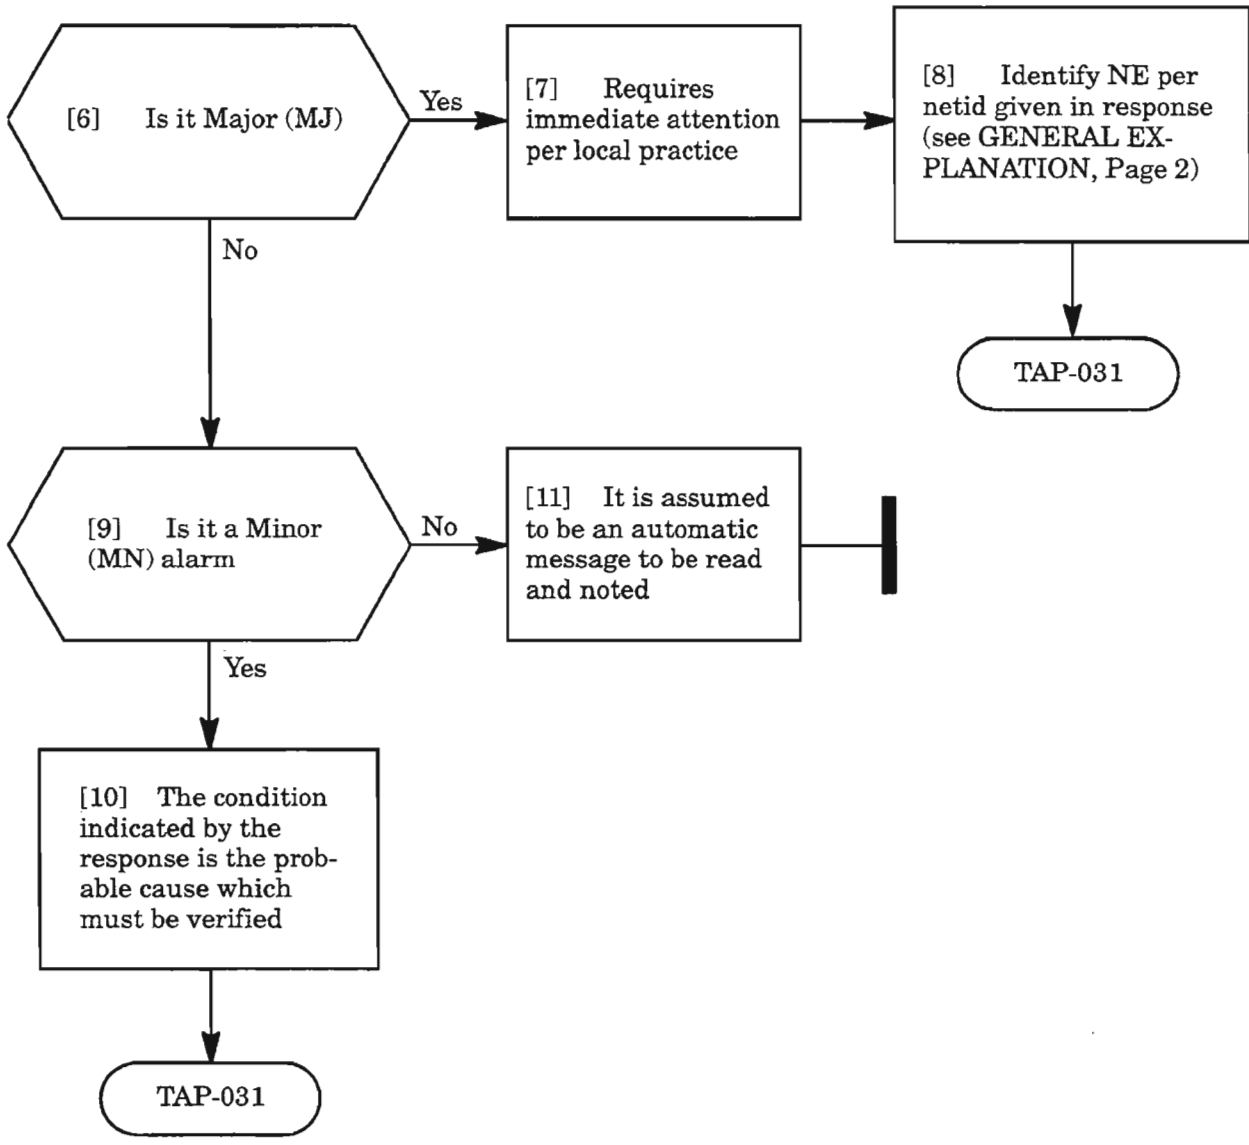 [6] Is it Major (MJ)
Yes
[7] Requires
immediate attention
per local practice
[8] Identify NE per
netid given in response
(see GENERAL EX-
PLANATION, Page 2)
No
TAP-031
[9] Is it a Minor
(MN) alarm
No
[11] It is assumed
to be an automatic
message to be read
and noted
Yes
[10] The condition
indicated by the
response is the prob-
able cause which
must be verified
TAP-031